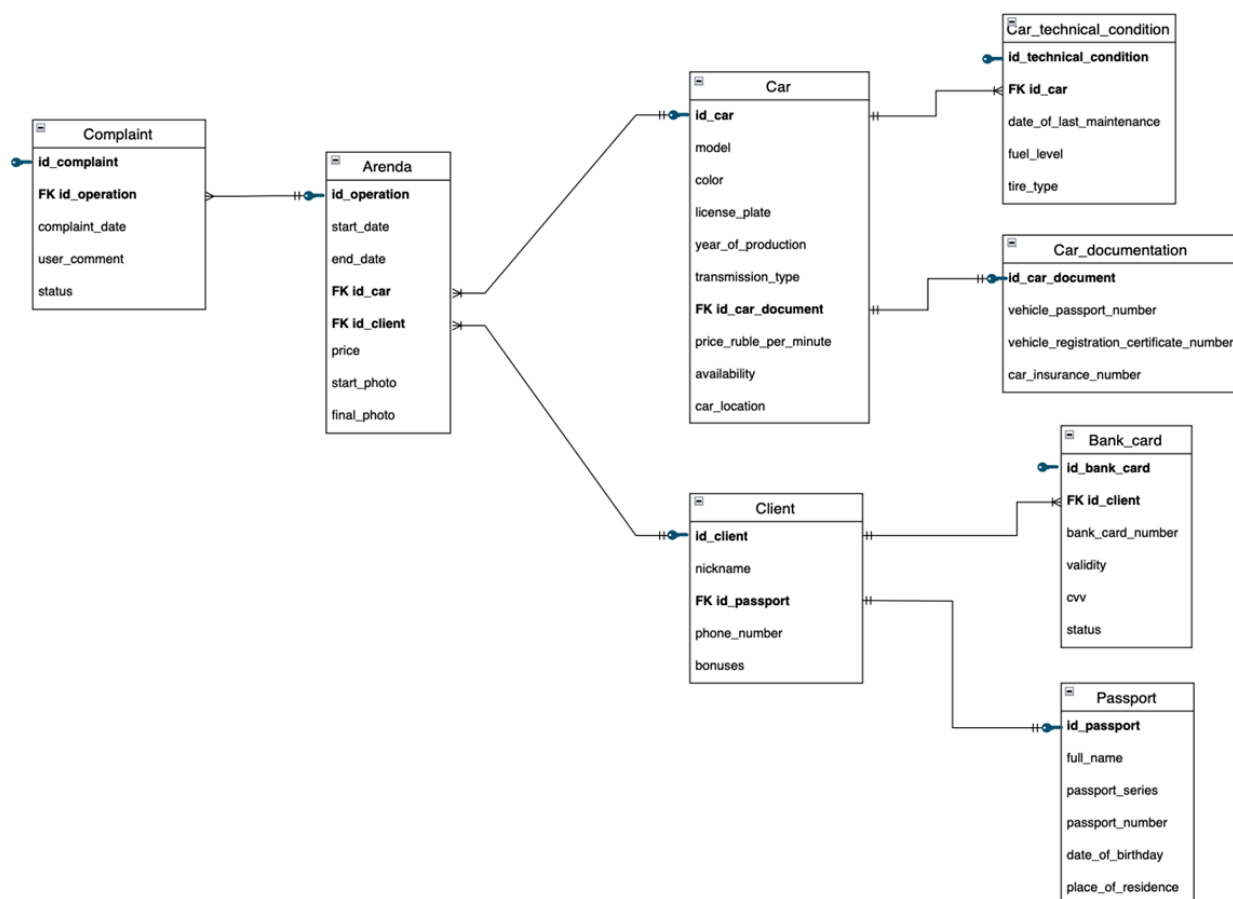 Complaint
id_complaint
FK id_operation
complaint_date
user_comment
status
Arenda
id_operation
start_date
end_date
FK id_car
FK id_client
price
start_photo
final_photo
Car
id_car
model
color
license_plate
year_of_production
transmission_type
FK id_car_document
price_ruble_per_minute
availability
car_location
Client
id_client
nickname
FK id_passport
phone_number
bonuses
Car_technical_condition
id_technical_condition
FK id_car
date_of_last_maintenance
fuel_level
tire_type
Car_documentation
id_car_document
vehicle_passport_number
vehicle_registration_certificate_number
car_insurance_number
Bank_card
id_bank_card
FK id_client
bank_card_number
validity
cvv
status
Passport
id_passport
full_name
passport_series
passport_number
date_of_birthday
place_of_residence